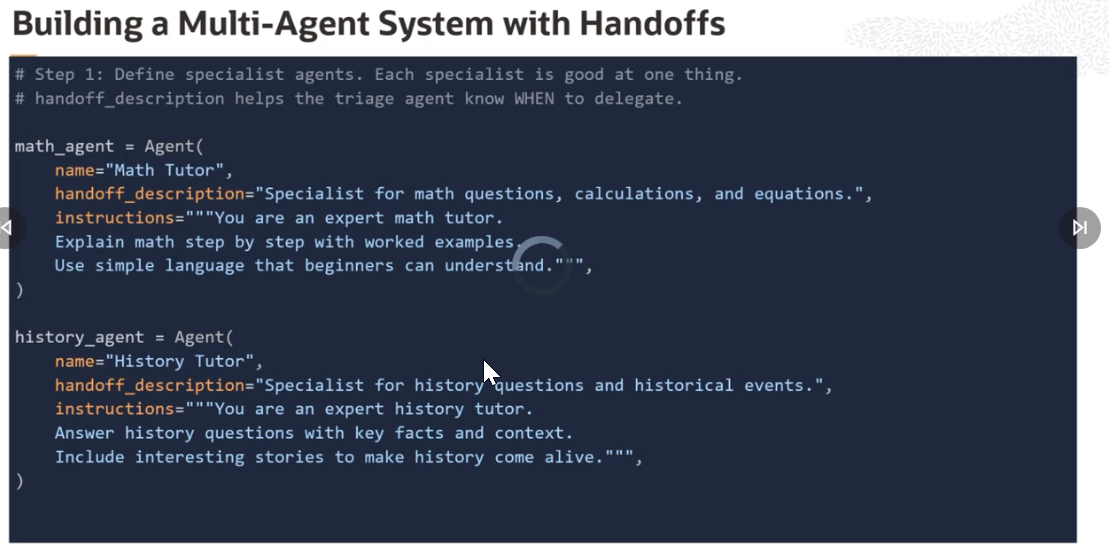 Building a Multi-Agent System with Handoffs
# Step 1: Define specialist agents. Each specialist is good at one thing.
# handoff_description helps the triage agent know WHEN to delegate.
math_agent = Agent(
    name="Math Tutor",
    handoff_description="Specialist for math questions, calculations, and equations.",
    instructions="""You are an expert math tutor.
    Explain math step by step with worked examples.
    Use simple language that beginners can understand.""",
)
history_agent = Agent(
    name="History Tutor",
    handoff_description="Specialist for history questions and historical events.",
    instructions="""You are an expert history tutor.
    Answer history questions with key facts and context.
    Include interesting stories to make history come alive.""",
)